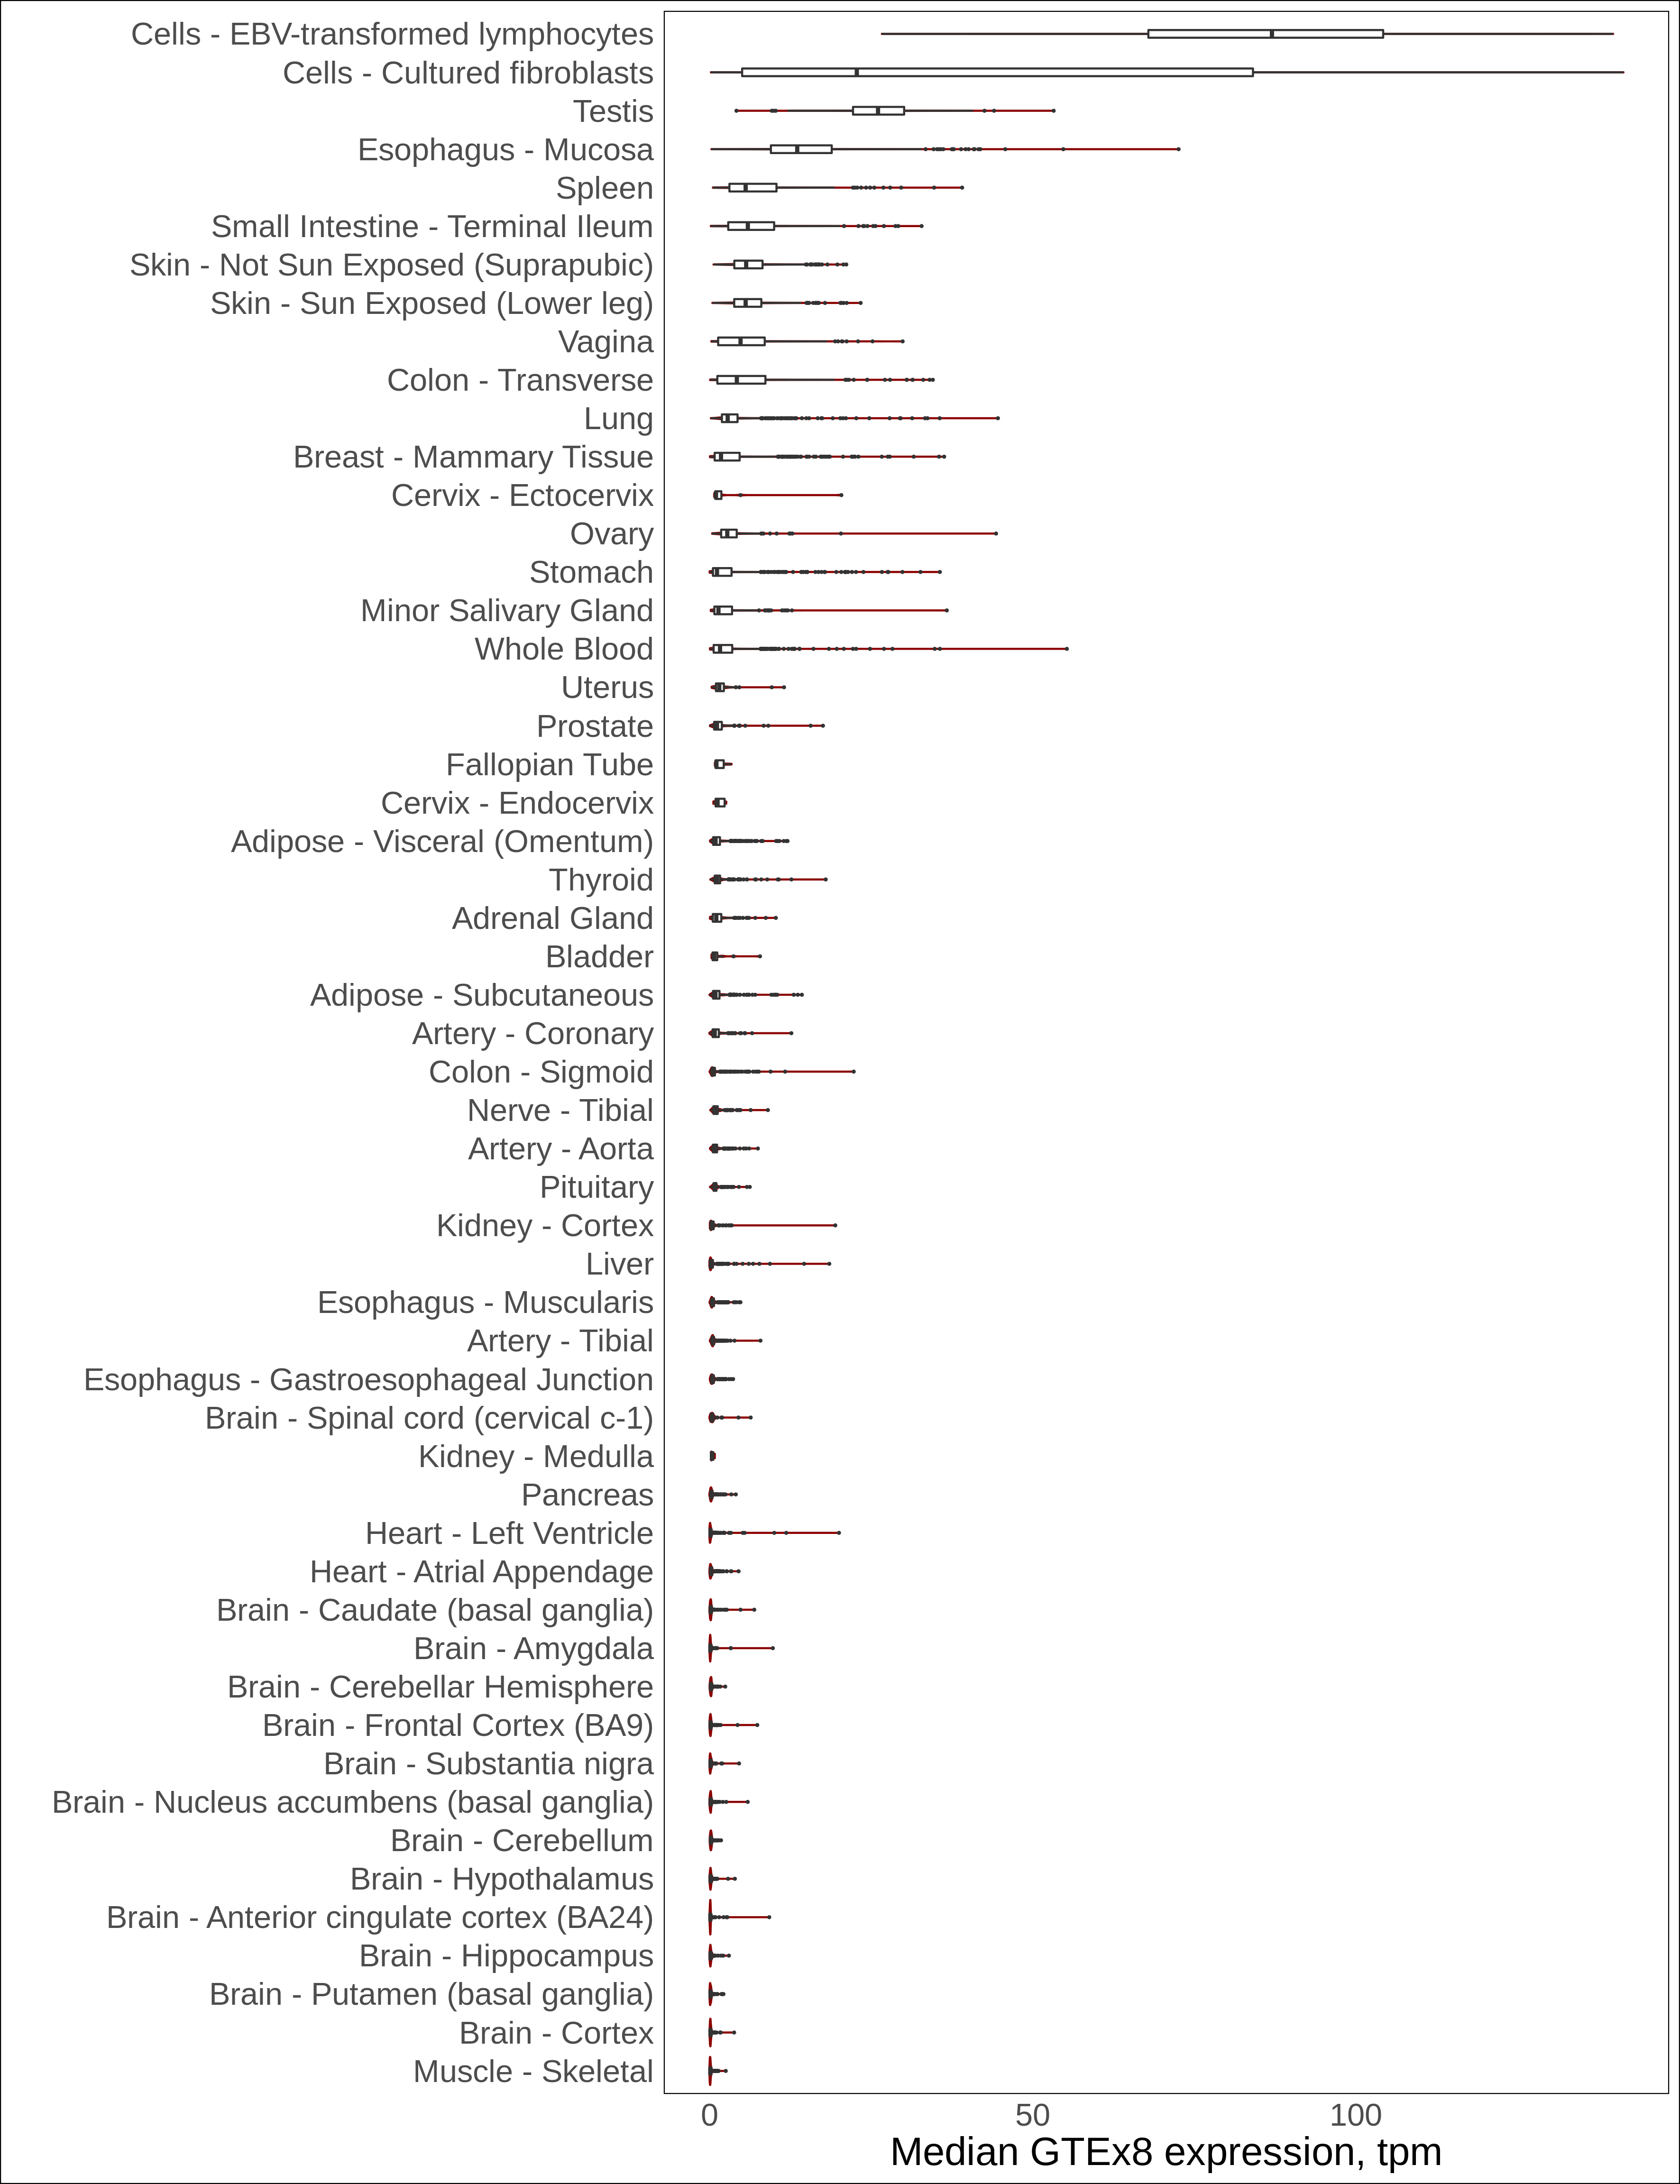 Cells - EBV-transformed lymphocytes
Cells - Cultured fibroblasts
Testis
Esophagus - Mucosa
Spleen
Small Intestine - Terminal Ileum
Skin - Not Sun Exposed (Suprapubic)
Skin - Sun Exposed (Lower leg)
Vagina
Colon - Transverse
Lung
Breast - Mammary Tissue
Cervix - Ectocervix
Ovary
Stomach
Minor Salivary Gland
Whole Blood
Uterus
Prostate
Fallopian Tube
Cervix - Endocervix
Adipose - Visceral (Omentum)
Thyroid
Adrenal Gland
Bladder
Adipose - Subcutaneous
Artery - Coronary
Colon - Sigmoid
Nerve - Tibial
Artery - Aorta
Pituitary
Kidney - Cortex
Liver
Esophagus - Muscularis
Artery - Tibial
Esophagus - Gastroesophageal Junction
Brain - Spinal cord (cervical c-1)
Kidney - Medulla
Pancreas
Heart - Left Ventricle
Heart - Atrial Appendage
Brain - Caudate (basal ganglia)
Brain - Amygdala
Brain - Cerebellar Hemisphere
Brain - Frontal Cortex (BA9)
Brain - Substantia nigra
Brain - Nucleus accumbens (basal ganglia)
Brain - Cerebellum
Brain - Hypothalamus
Brain - Anterior cingulate cortex (BA24)
Brain - Hippocampus
Brain - Putamen (basal ganglia)
Brain - Cortex
Muscle - Skeletal
0 50 100
Median GTEx8 expression, tpm